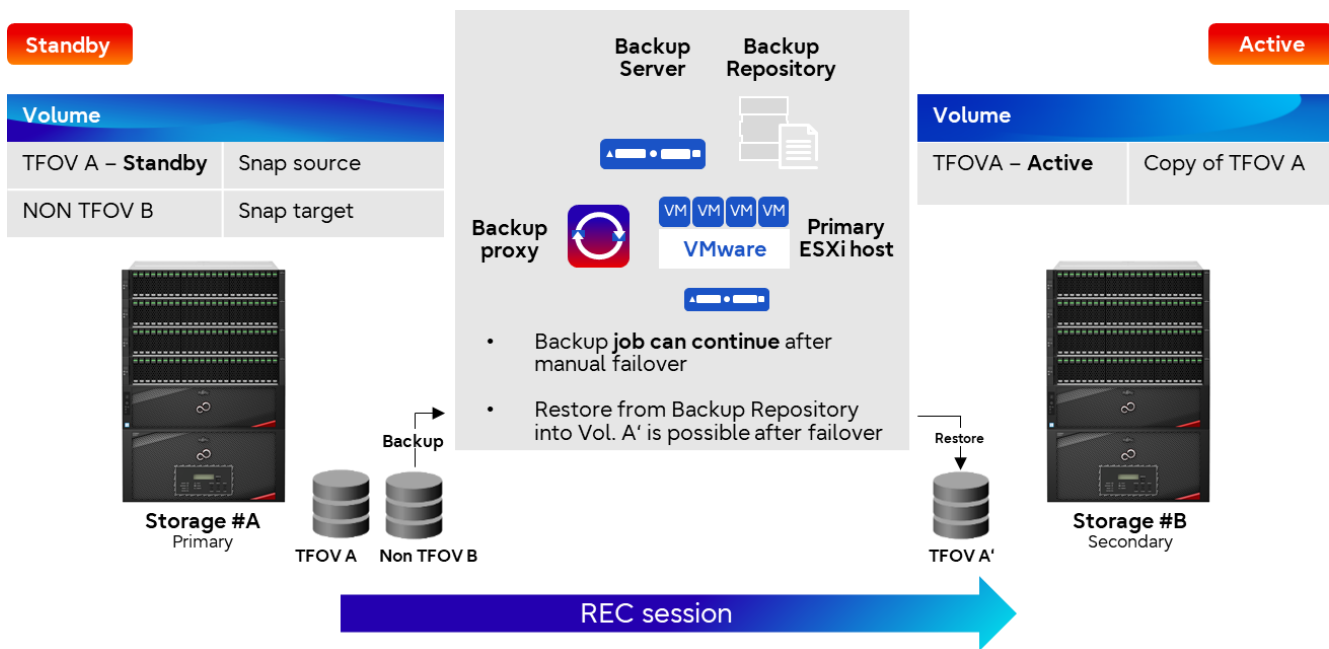 Standby
Active
Volume
TFOV A – Standby
Snap source
NON TFOV B
Snap target
Backup
Server
Backup
Repository
Backup
proxy
VM VM VM VM
VMware
Primary
ESXi host
• Backup job can continue after
manual failover
• Restore from Backup Repository
into Vol. A‘ is possible after failover
Volume
TFOVA – Active
Copy of TFOV A
Backup
Restore
Storage #A
Primary
TFOV A
Non TFOV B
TFOV A‘
Storage #B
Secondary
REC session